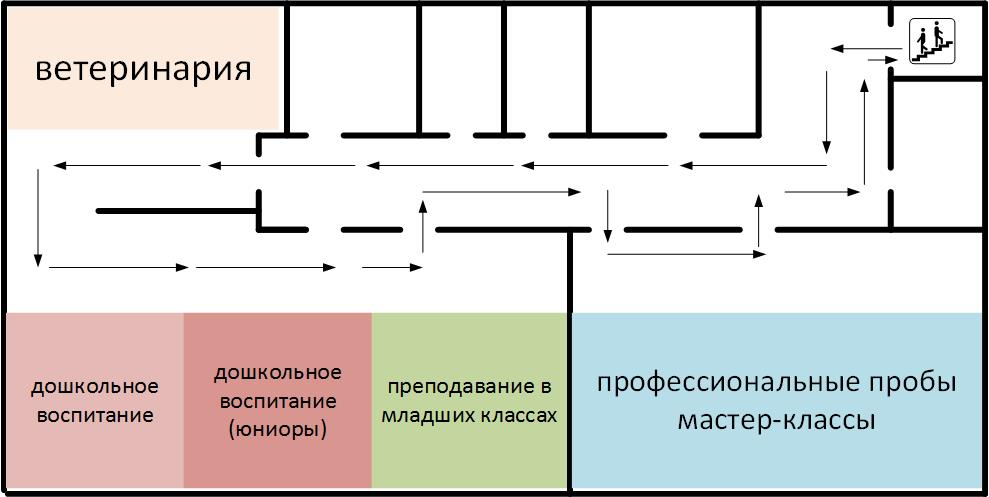 ветеринария
дошкольное
воспитание
дошкольное
воспитание
(юниоры)
преподавание в
младших классах
профессиональные пробы
мастер-классы